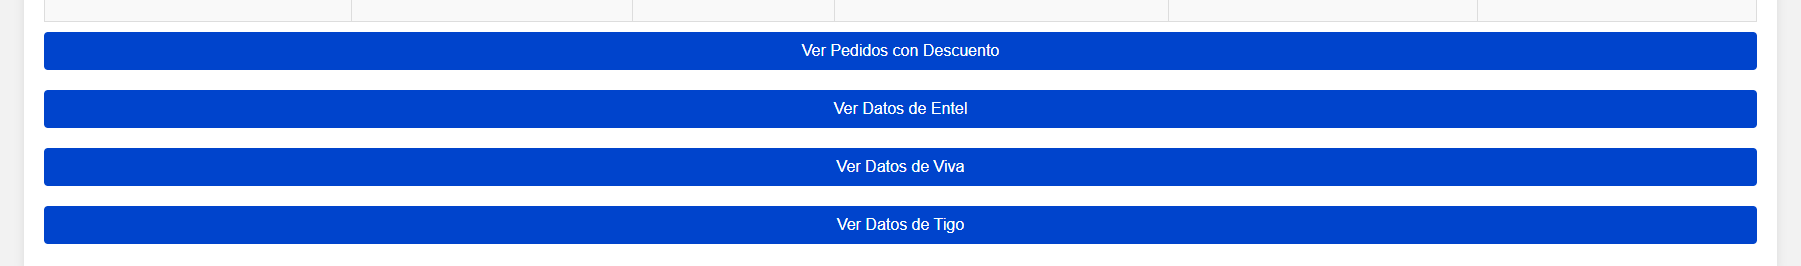 Ver Pedidos con Descuento
Ver Datos de Entel
Ver Datos de Viva
Ver Datos de Tigo